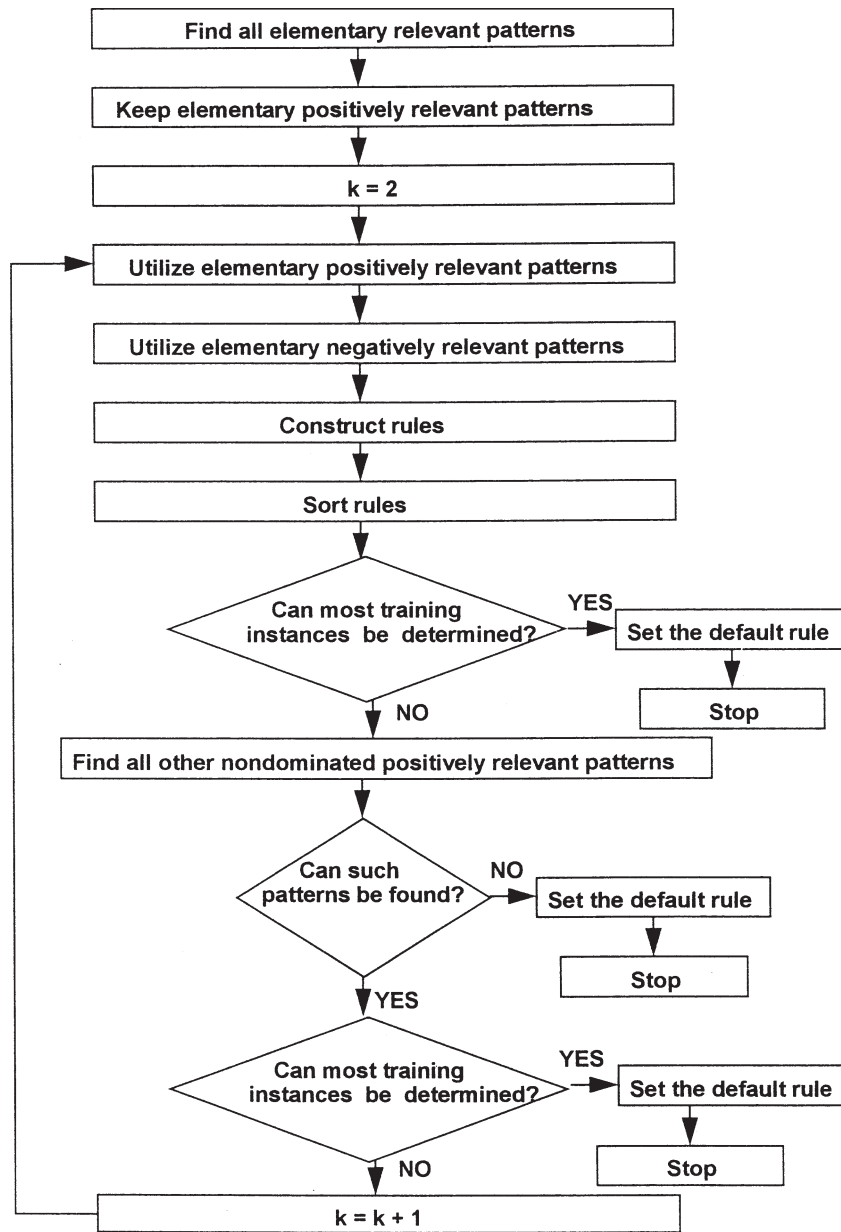 Find all elementary relevant patterns
Keep elementary positively relevant patterns
k = 2
Utilize elementary positively relevant patterns
Utilize elementary negatively relevant patterns
Construct rules
Sort rules
Can most training
instances be determined?
YES
Set the default rule
Stop
NO
Find all other nondominated positively relevant patterns
Can such
patterns be found?
NO
Set the default rule
Stop
YES
Can most training
instances be determined?
YES
Set the default rule
Stop
NO
k = k + 1